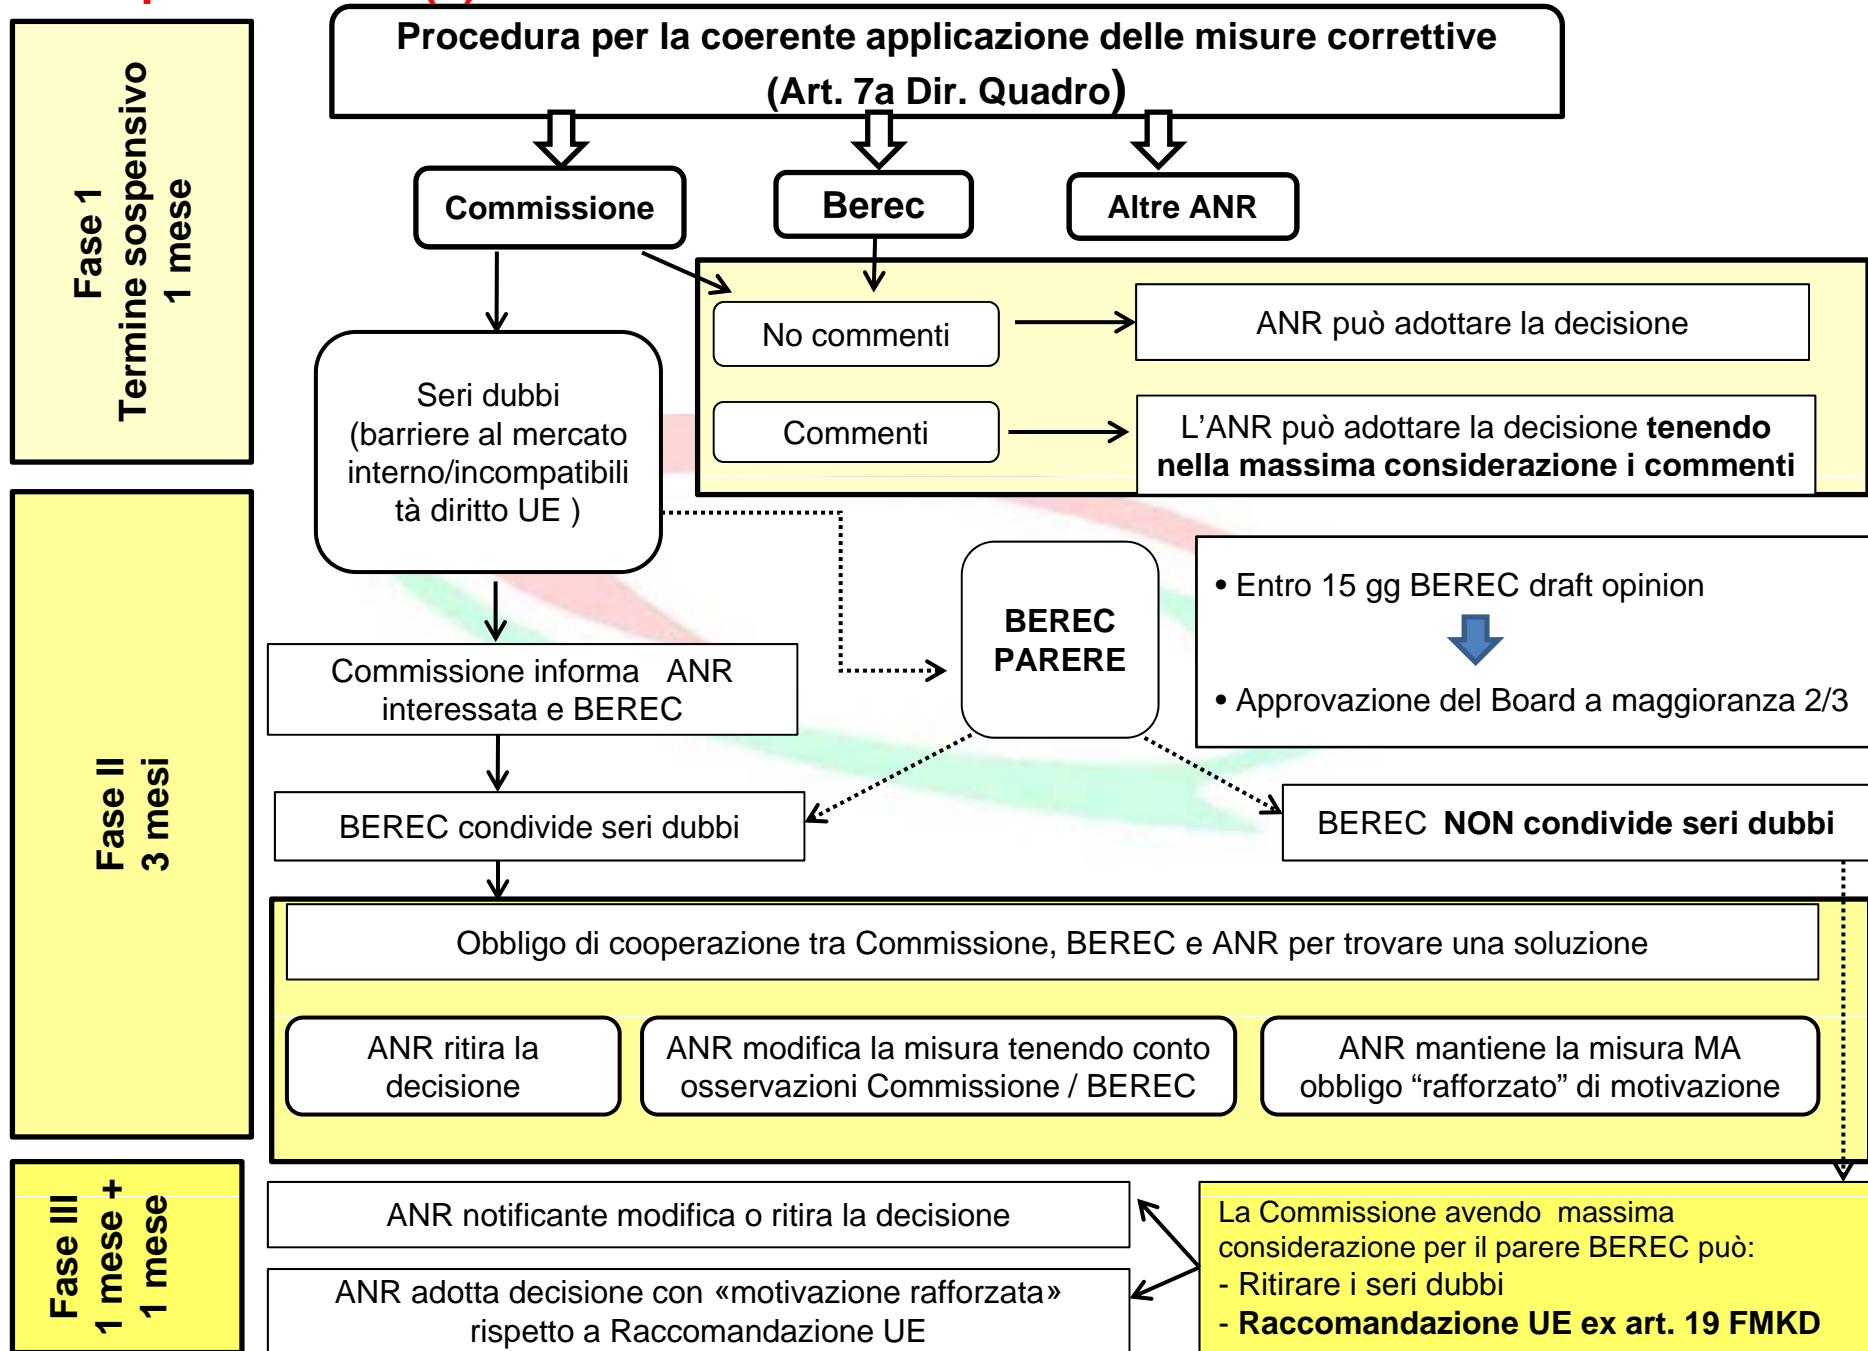 Procedura per la coerente applicazione delle misure correttive
(Art. 7a Dir. Quadro)
Fase 1
Termine sospensivo
1 mese
Commissione
Berec
Altre ANR
No commenti
ANR può adottare la decisione
Seri dubbi
(barriere al mercato
interno/incompatibili
tà diritto UE )
Commenti
L'ANR può adottare la decisione tenendo
nella massima considerazione i commenti
Fase II
3 mesi
BEREC
PARERE
• Entro 15 gg BEREC draft opinion
• Approvazione del Board a maggioranza 2/3
Commissione informa ANR
interessata e BEREC
BEREC condivide seri dubbi
BEREC NON condivide seri dubbi
Obbligo di cooperazione tra Commissione, BEREC e ANR per trovare una soluzione
ANR ritira la
decisione
ANR modifica la misura tenendo conto
osservazioni Commissione / BEREC
ANR mantiene la misura MA
obbligo “rafforzato” di motivazione
Fase III
1 mese +
1 mese
ANR notificante modifica o ritira la decisione
ANR adotta decisione con «motivazione rafforzata»
rispetto a Raccomandazione UE
La Commissione avendo massima
considerazione per il parere BEREC può:
- Ritirare i seri dubbi
- Raccomandazione UE ex art. 19 FMKD